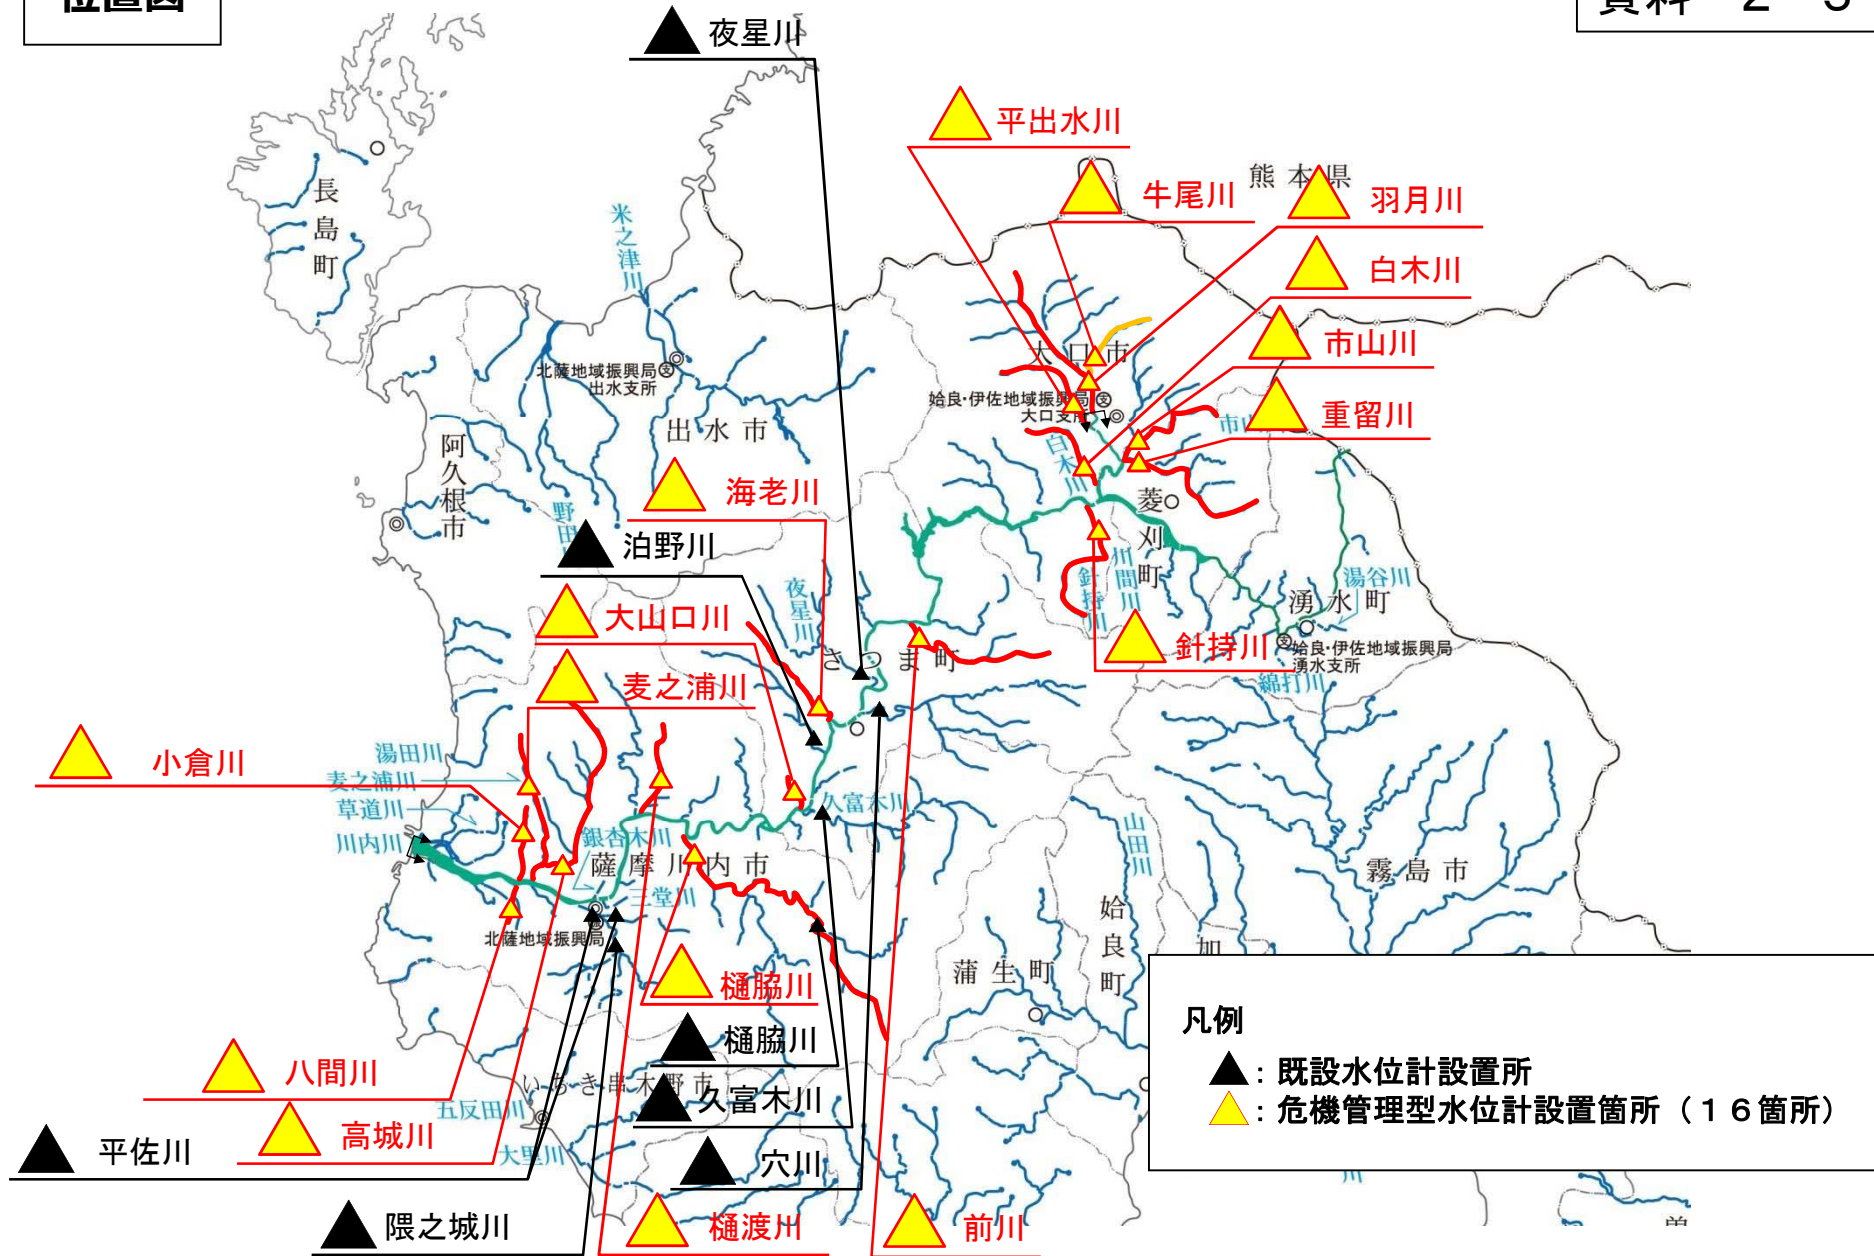 位置図
資料 2 3
夜星川
平出水川
熊本県
牛尾川
羽月川
白木川
市山川
重留川
長島町
米之津川
北薩地域振興局
出水支所
出水市
大口市
姶良・伊佐地域振興局
大口支所
市山
白木川
阿久根市
海老川
野田
泊野川
菱刈町
川間川
針持川
湯谷川
湧水町
姶良・伊佐地域振興局
湧水支所
綿打川
針持川
夜星川
さつま町
大山口川
麦之浦川
小倉川
湯田川
麦之浦川
草道川
川内川
久富木川
銀杏木川
薩摩川内市
三堂川
北薩地域振興局
山田川
霧島市
姶良町
加
蒲生町
樋脇川
樋脇川
久富木川
いちき串木野市
五反田川
大里川
八間川
高城川
平佐川
穴川
隈之城川
樋渡川
前川
凡例
▲：既設水位計設置所
△：危機管理型水位計設置箇所（１６箇所）
川